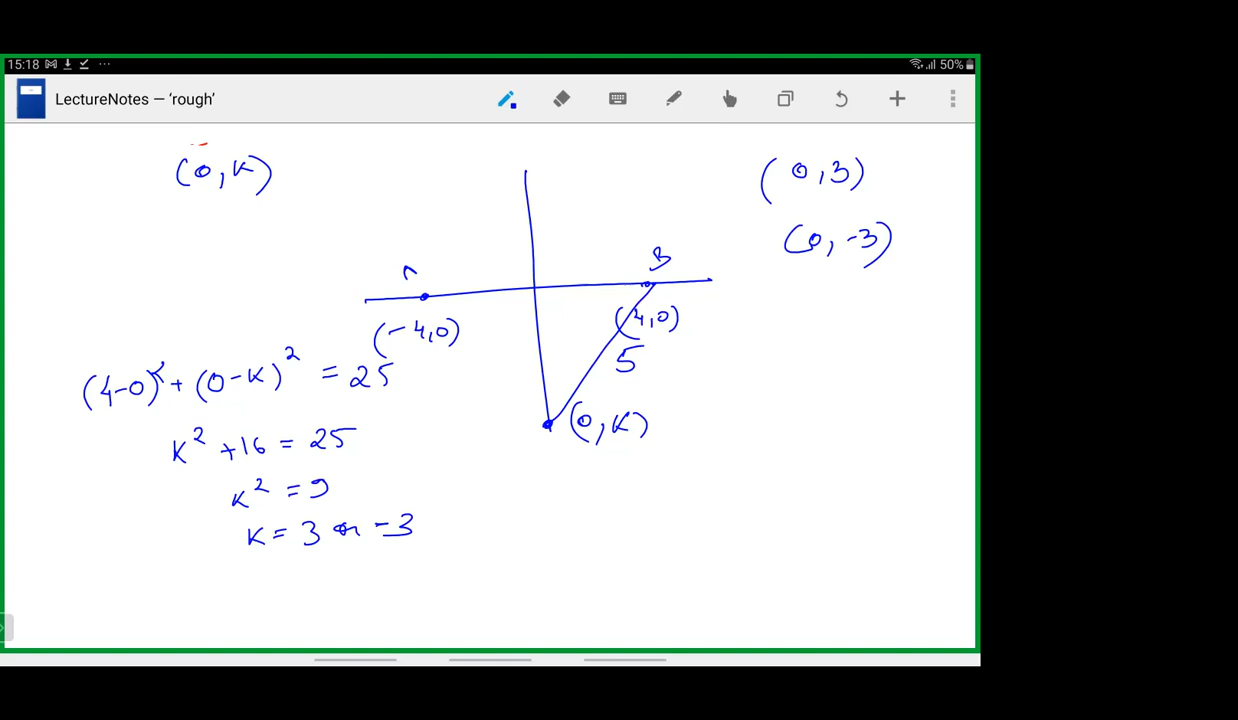 15:18 ... 50%
LectureNotes — ‘rough’
(0,K)
(0,3)
(0,-3)
B
(-4,0)
(4,0)
5
(0,K)
(4-0)² + (0-K)² = 25
K² +16 = 25
K² = 9
K = 3 or -3